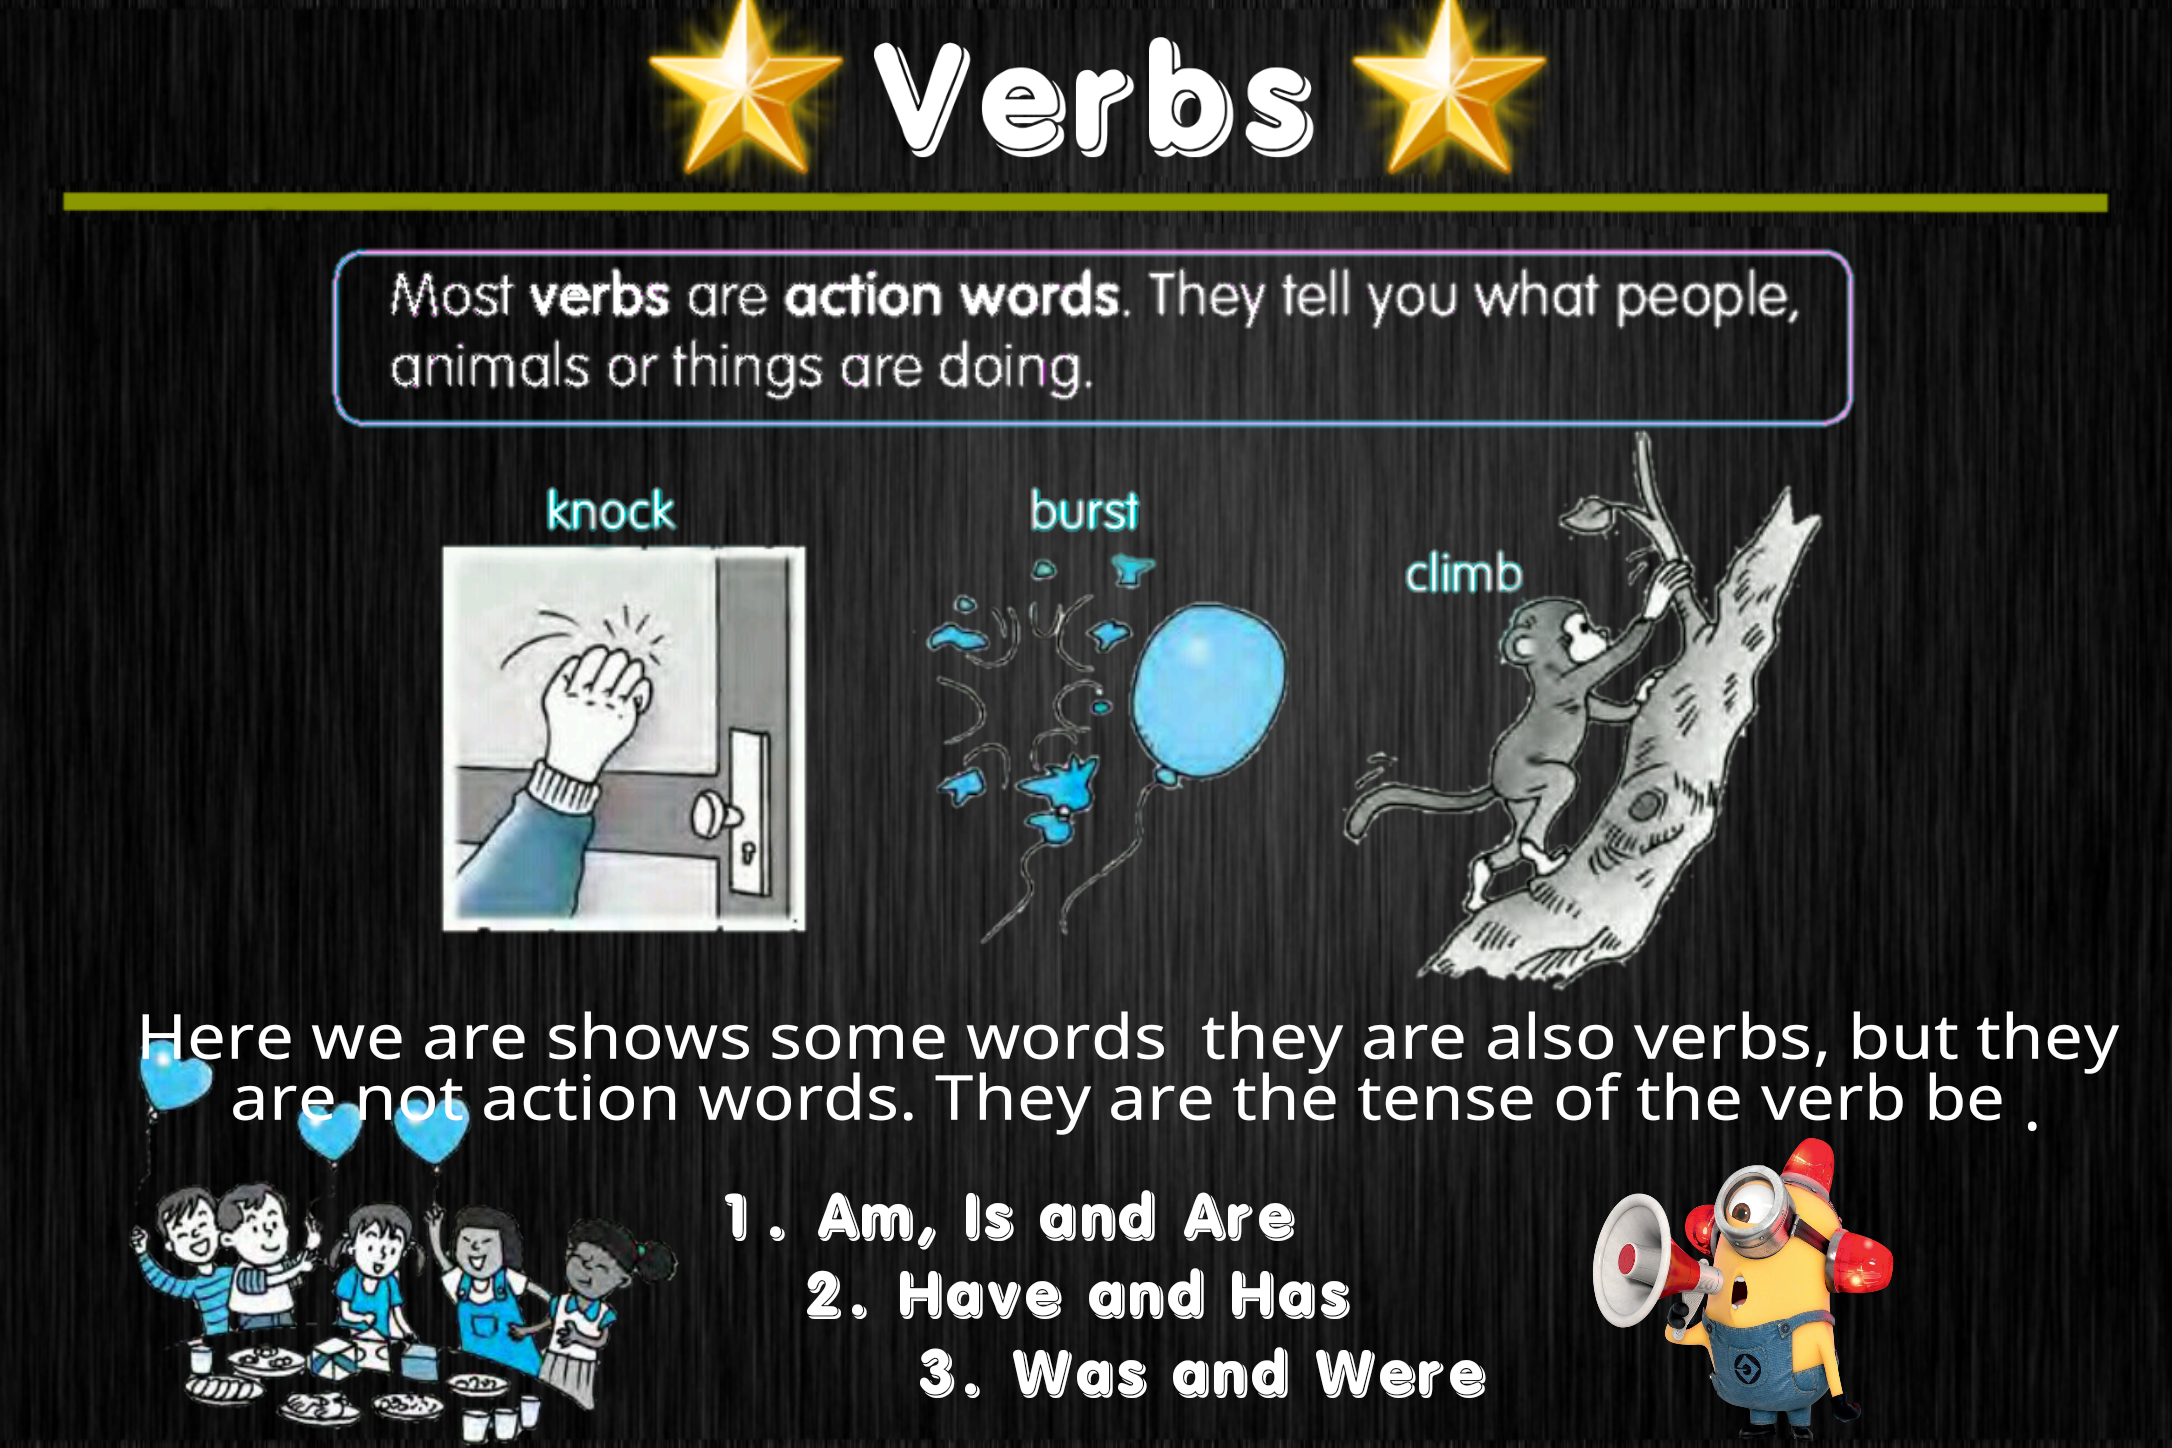 Verbs
Most verbs are action words. They tell you what people,
animals or things are doing.
knock
burst
climb
Here we are shows some words  they are also verbs, but they
are not action words. They are the tense of the verb be .
1. Am, Is and Are
2. Have and Has
3. Was and Were